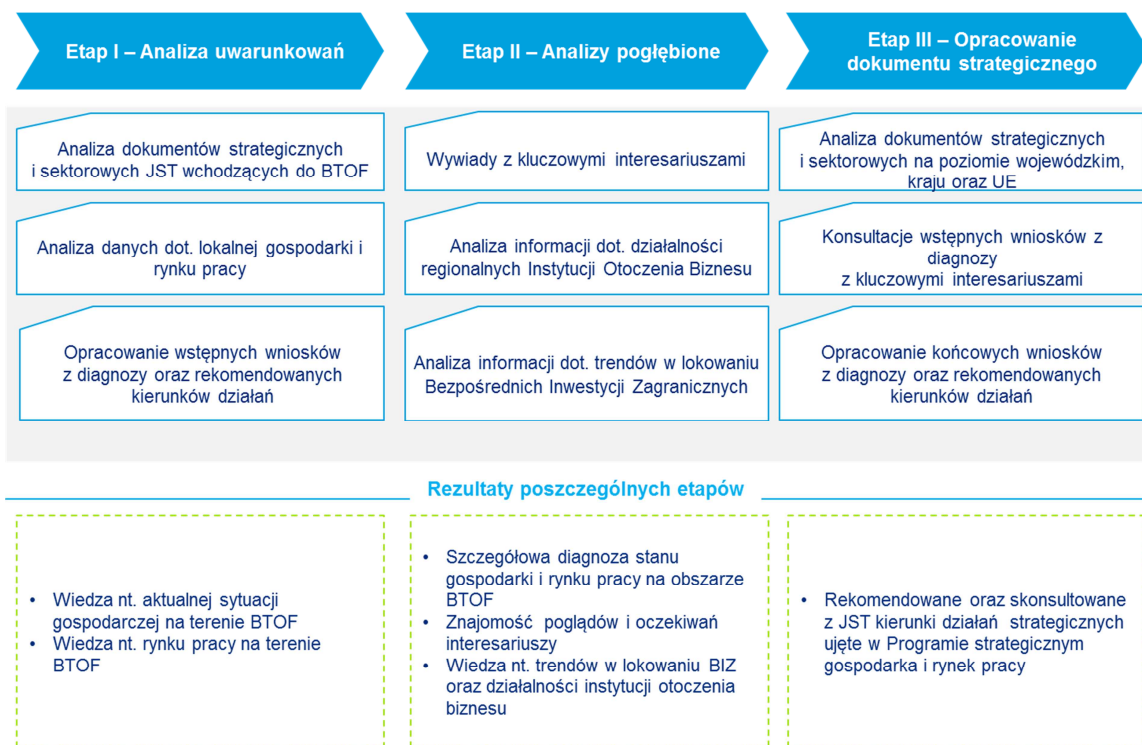 Etap I – Analiza uwarunkowań
Etap II – Analizy pogłębione
Etap III – Opracowanie
dokumentu strategicznego
Analiza dokumentów strategicznych
i sektorowych JST wchodzących do BTOF
Wywiady z kluczowymi interesariuszami
Analiza dokumentów strategicznych
i sektorowych na poziomie wojewódzkim,
kraju oraz UE
Analiza danych dot. lokalnej gospodarki i
rynku pracy
Analiza informacji dot. działalności
regionalnych Instytucji Otoczenia Biznesu
Konsultacje wstępnych wniosków z
diagnozy
z kluczowymi interesariuszami
Opracowanie wstępnych wniosków
z diagnozy oraz rekomendowanych
kierunków działań
Analiza informacji dot. trendów w lokowaniu
Bezpośrednich Inwestycji Zagranicznych
Opracowanie końcowych wniosków
z diagnozy oraz rekomendowanych
kierunków działań
Rezultaty poszczególnych etapów
• Wiedza nt. aktualnej sytuacji
gospodarczej na terenie BTOF
• Wiedza nt. rynku pracy na terenie
BTOF
• Szczegółowa diagnoza stanu
gospodarki i rynku pracy na obszarze
BTOF
• Znajomość poglądów i oczekiwań
interesariuszy
• Wiedza nt. trendów w lokowaniu BIZ
oraz działalności instytucji otoczenia
biznesu
• Rekomendowane oraz skonsultowane
z JST kierunki działań strategicznych
ujęte w Programie strategicznym
gospodarka i rynek pracy